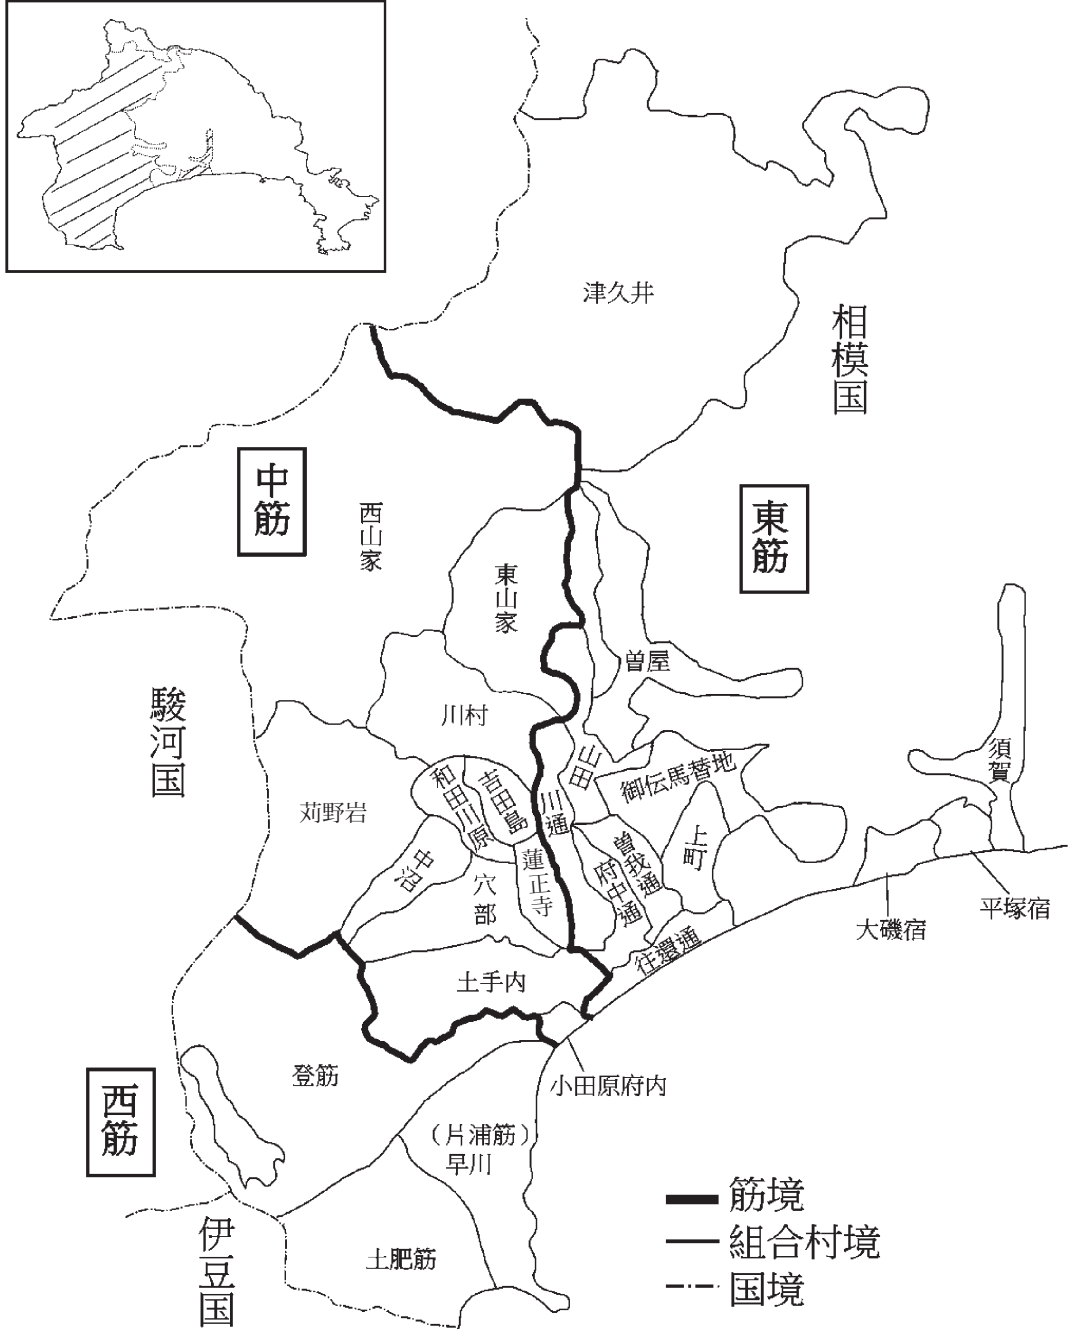 津久井
相模国
中筋
西山家
東山家
東筋
曽屋
駿河国
川村
山田
御伝馬替地
須賀
苅野岩
和田川原
吉田島
川通
中沼
穴部
蓮正寺
府中通
曽我通
上町
大磯宿
平塚宿
往還通
土手内
登筋
小田原府内
西筋
（片浦筋）
早川
土肥筋
伊豆国
筋境
組合村境
国境